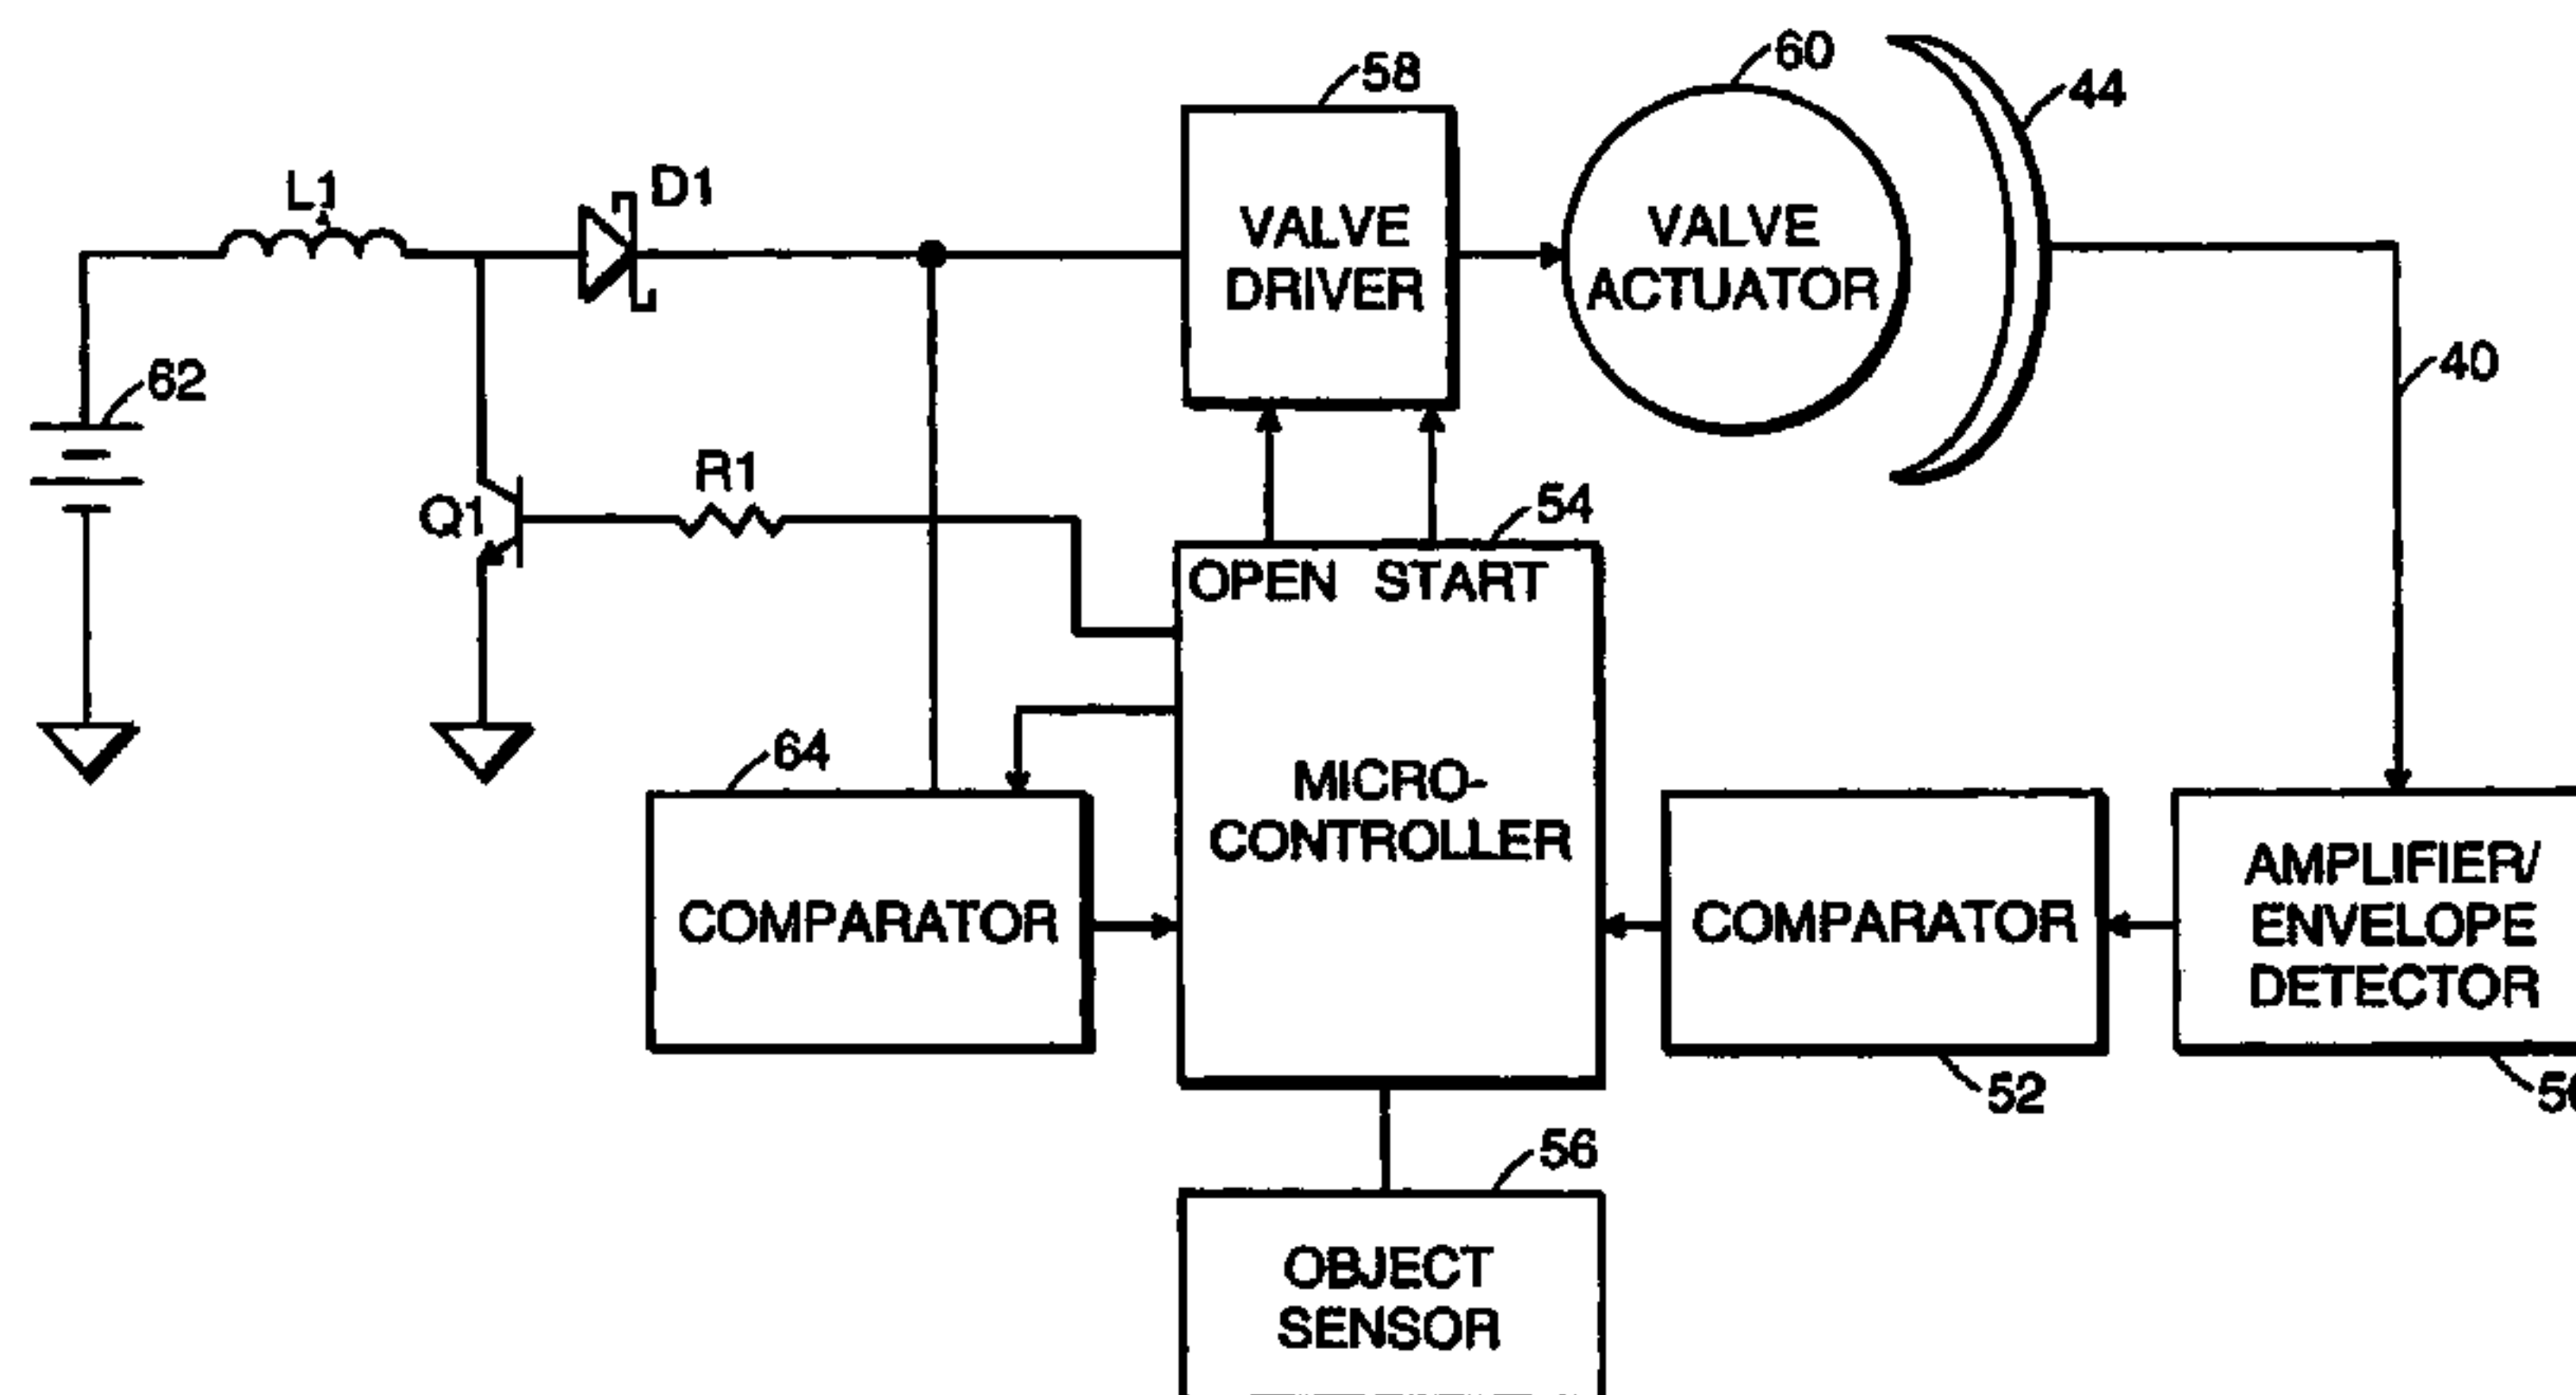 58
60
44
L1
D1
VALVE
DRIVER
VALVE
ACTUATOR
62
40
R1
Q1
54
OPEN START
64
MICRO-
CONTROLLER
COMPARATOR
COMPARATOR
AMPLIFIER/
ENVELOPE
DETECTOR
52
56
OBJECT
SENSOR